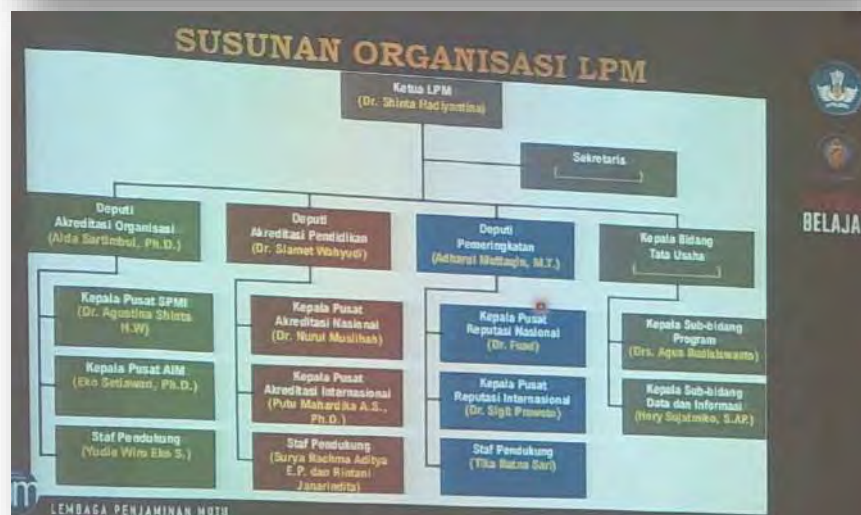 SUSUNAN ORGANISASI LPM
Ketua LPM
(Dr. Shinta Hadiyantina)
Sekretaris
(__________)
BELAJA
Deputi
Akreditasi Organisasi
(Aida Sartimbul, Ph.D.)
Deputi
Akreditasi Pendidikan
(Dr. Slamet Wahyudi)
Deputi
Pemeringkatan
(Adharul Muttaqin, M.T.)
Kepala Bidang
Tata Usaha
(__________)
Kepala Pusat SPMI
(Dr. Agustina Shinta
H.W)
Kepala Pusat
Akreditasi Nasional
(Dr. Nurul Muslihah)
Kepala Pusat
Reputasi Nasional
(Dr. Fuad)
Kepala Sub-bidang
Program
(Drs. Agus Budisiswanto)
Kepala Pusat AIM
(Eko Setiawan, Ph.D.)
Kepala Pusat
Akreditasi Internasional
(Putu Mahardika A.S.,
Ph.D.)
Kepala Pusat
Reputasi Internasional
(Dr. Sigit Prowoto)
Kepala Sub-bidang
Data dan Informasi
(Hery Sujatmiko, S.AP.)
Staf Pendukung
(Yudis Wira Eko S.)
Staf Pendukung
(Surya Rachma Aditya
E.P. dan Rintani
Janarindita)
Staf Pendukung
(Tika Ratna Sari)
m
LEMBAGA PENJAMINAN MUTU